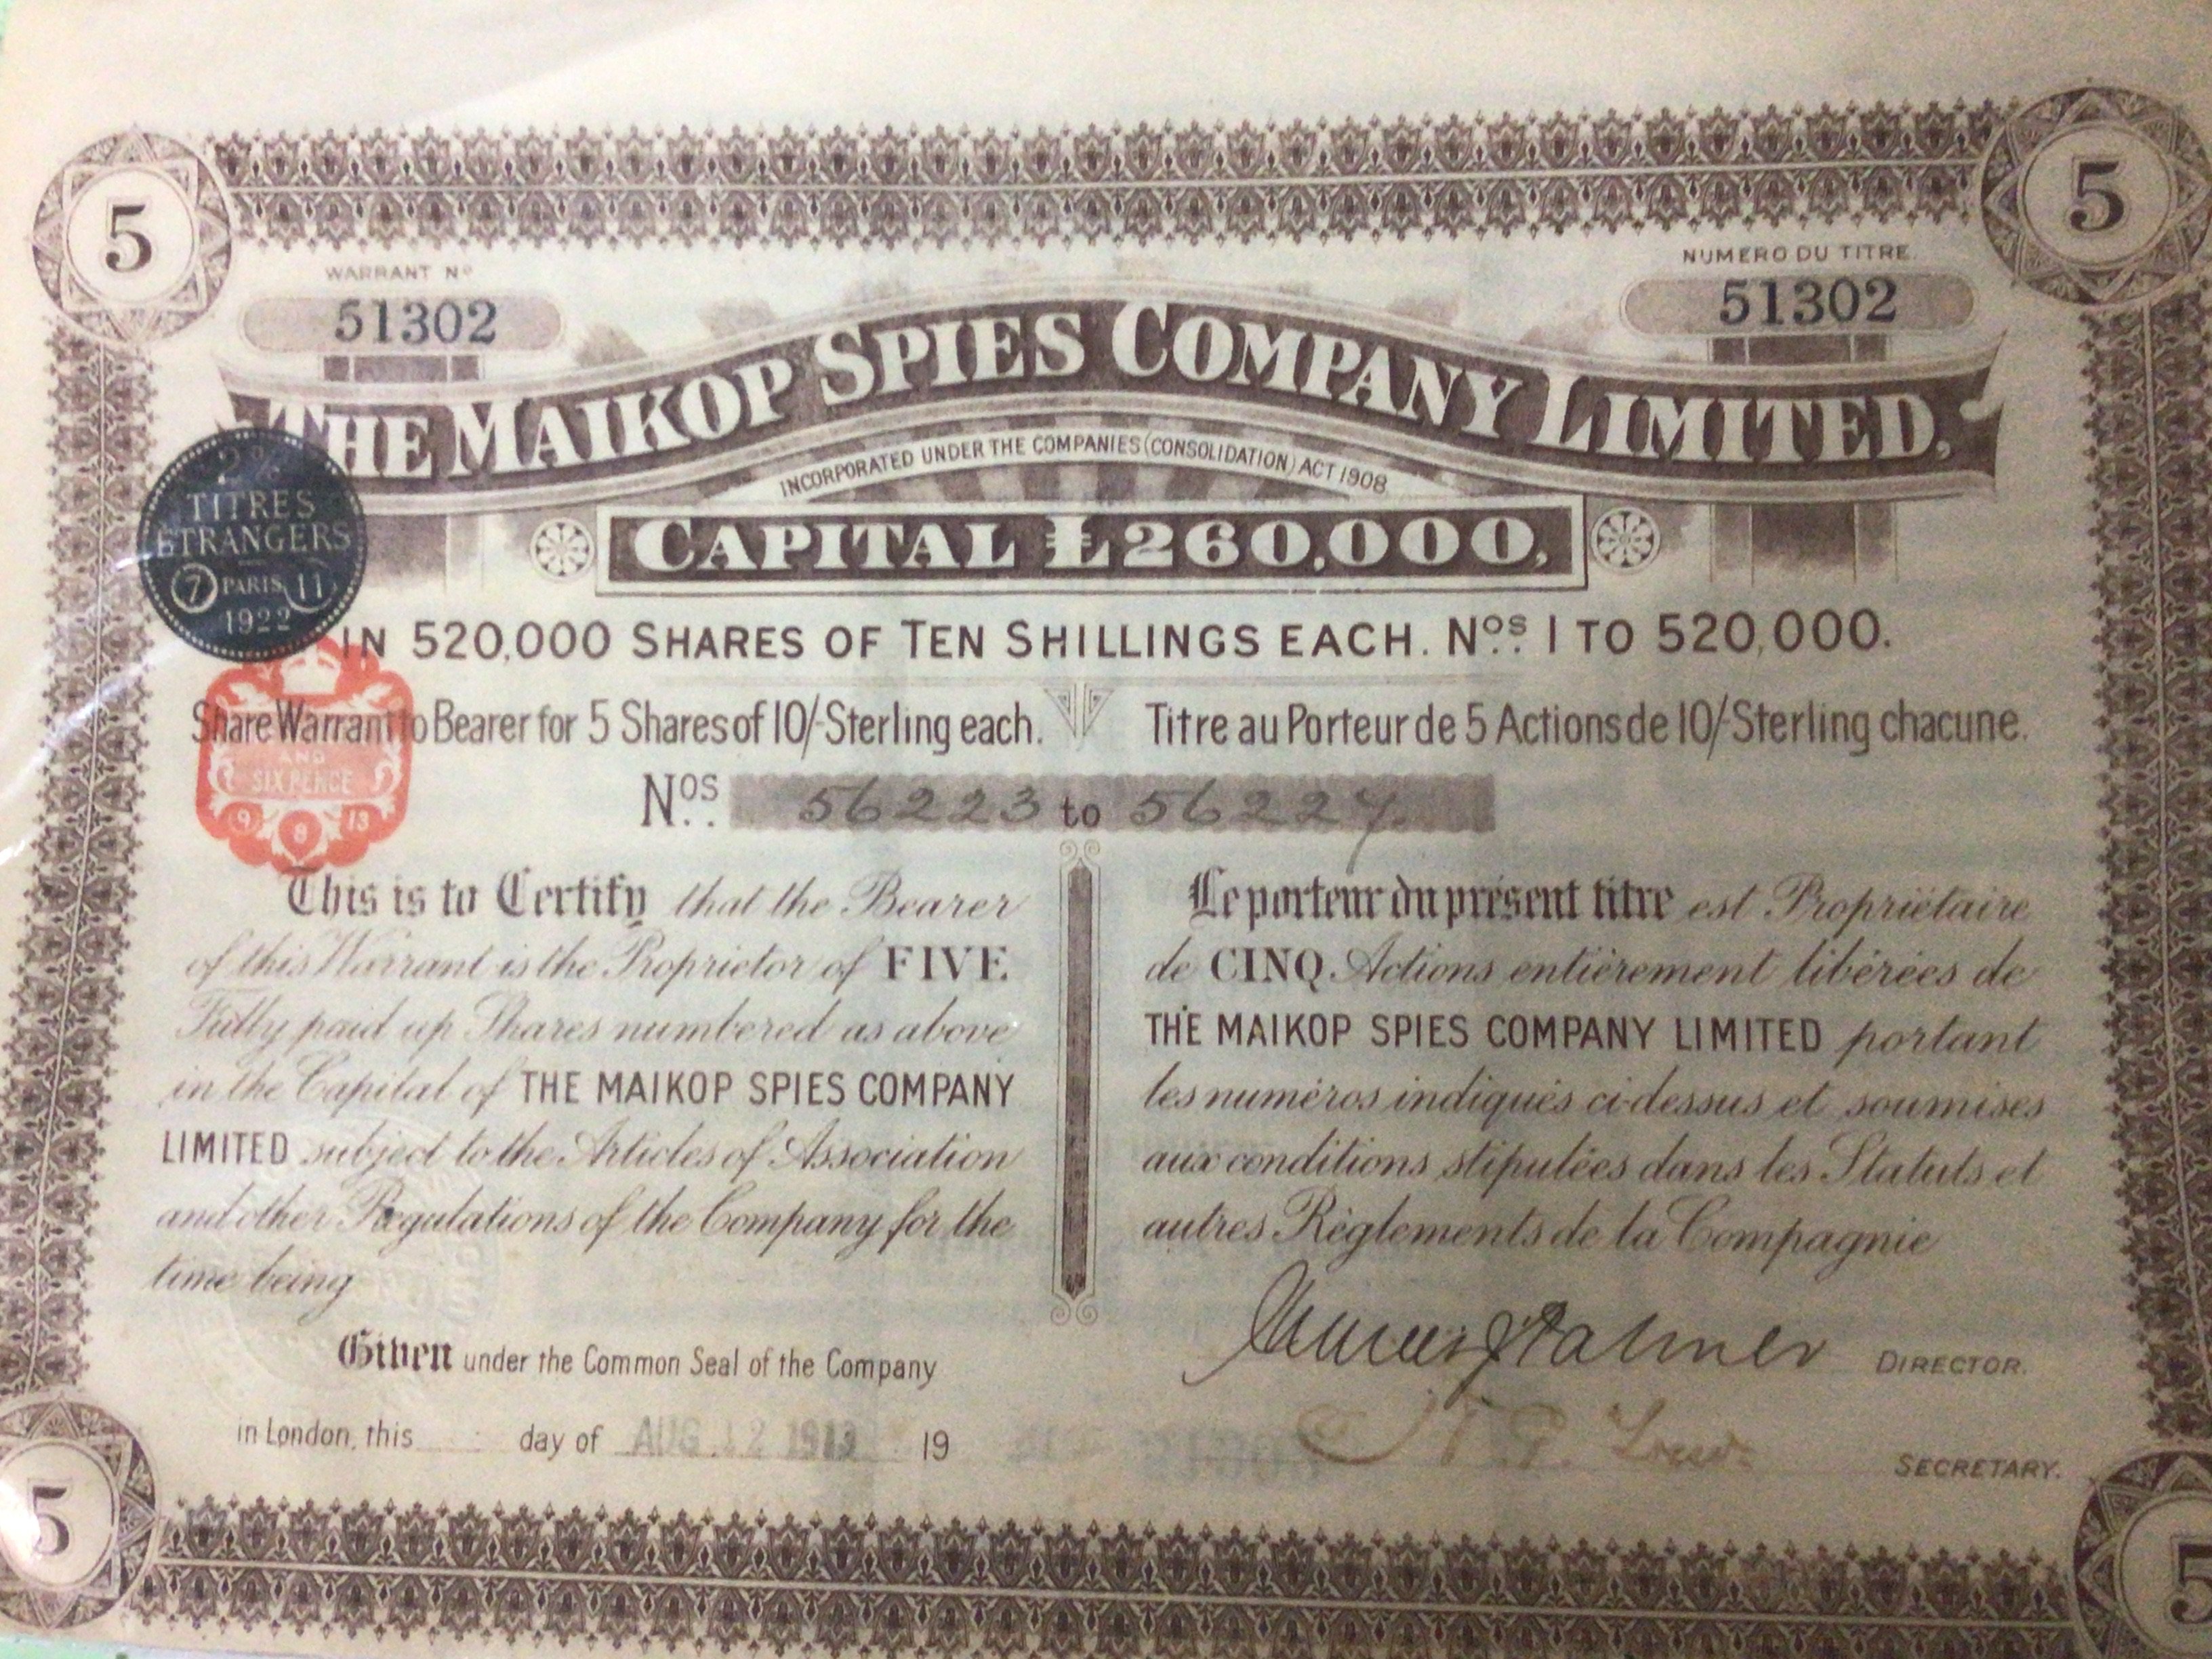 5
5
WARRANT Nº
51302
NUMERO DU TITRE.
51302
THE MAIKOP SPIES COMPANY LIMITED,
INCORPORATED UNDER THE COMPANIES (CONSOLIDATION) ACT 1908
CAPITAL £260,000,
2%
TITRES
ETRANGERS
7 PARIS 11
1922
IN 520,000 SHARES OF TEN SHILLINGS EACH. Nos. 1 TO 520,000.
Share Warrant to Bearer for 5 Shares of 10/- Sterling each.
Titre au Porteur de 5 Actions de 10/- Sterling chacune.
AND
SIXPENCE
9 8 13
Nos. 56223 to 56227.
This is to Certify that the Bearer
of this Warrant is the Proprietor of FIVE
Fully paid up Shares numbered as above
in the Capital of THE MAIKOP SPIES COMPANY
LIMITED subject to the Articles of Association
and other Regulations of the Company for the
time being
Le porteur du présent titre est Propriétaire
de CINQ. Actions entièrement libérées de
THE MAIKOP SPIES COMPANY LIMITED portant
les numéros indiqués ci-dessus et soumises
aux conditions stipulées dans les Statuts et
autres Règlements de la Compagnie
Given under the Common Seal of the Company
in London, this day of AUG 12 1913 19
Palmer DIRECTOR.
SECRETARY.
5
5